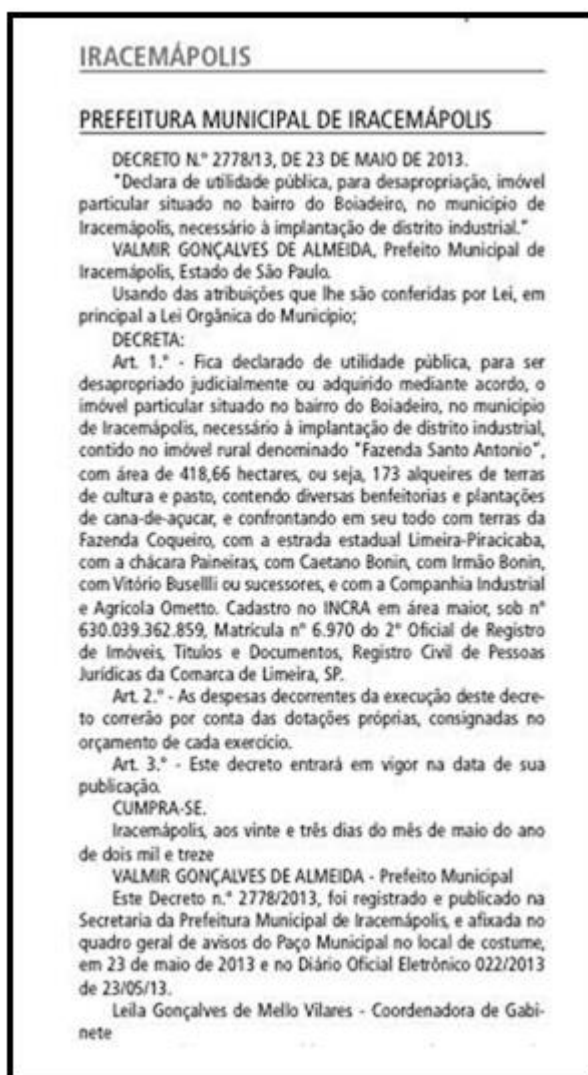 IRACEMÁPOLIS
PREFEITURA MUNICIPAL DE IRACEMÁPOLIS
DECRETO N.º 2778/13, DE 23 DE MAIO DE 2013.
"Declara de utilidade pública, para desapropriação, imóvel
particular situado no bairro do Boiadeiro, no município de
Iracemápolis, necessário à implantação de distrito industrial."
VALMIR GONÇALVES DE ALMEIDA, Prefeito Municipal de
Iracemápolis, Estado de São Paulo.
Usando das atribuições que lhe são conferidas por Lei, em
principal a Lei Orgânica do Município;
DECRETA:
Art. 1.º - Fica declarado de utilidade pública, para ser
desapropriado judicialmente ou adquirido mediante acordo, o
imóvel particular situado no bairro do Boiadeiro, no município
de Iracemápolis, necessário à implantação de distrito industrial,
contido no imóvel rural denominado "Fazenda Santo Antonio",
com área de 418,66 hectares, ou seja, 173 alqueires de terras
de cultura e pasto, contendo diversas benfeitorias e plantações
de cana-de-açucar, e confrontando em seu todo com terras da
Fazenda Coqueiro, com a estrada estadual Limeira-Piracicaba,
com a chácara Paineiras, com Caetano Bonin, com Irmão Bonin,
com Vitório Busellli ou sucessores, e com a Companhia Industrial
e Agrícola Ometto. Cadastro no INCRA em área maior, sob nº
630.039.362.859, Matrícula nº 6.970 do 2º Oficial de Registro
de Imóveis, Títulos e Documentos, Registro Civil de Pessoas
Jurídicas da Comarca de Limeira, SP.
Art. 2.º - As despesas decorrentes da execução deste decre-
to correrão por conta das dotações próprias, consignadas no
orçamento de cada exercício.
Art. 3.º - Este decreto entrará em vigor na data de sua
publicação.
CUMPRA-SE.
Iracemápolis, aos vinte e três dias do mês de maio do ano
de dois mil e treze
VALMIR GONÇALVES DE ALMEIDA - Prefeito Municipal
Este Decreto n.º 2778/2013, foi registrado e publicado na
Secretaria da Prefeitura Municipal de Iracemápolis, e afixada no
quadro geral de avisos do Paço Municipal no local de costume,
em 23 de maio de 2013 e no Diário Oficial Eletrônico 022/2013
de 23/05/13.
Leila Gonçalves de Mello Vilares - Coordenadora de Gabi-
nete